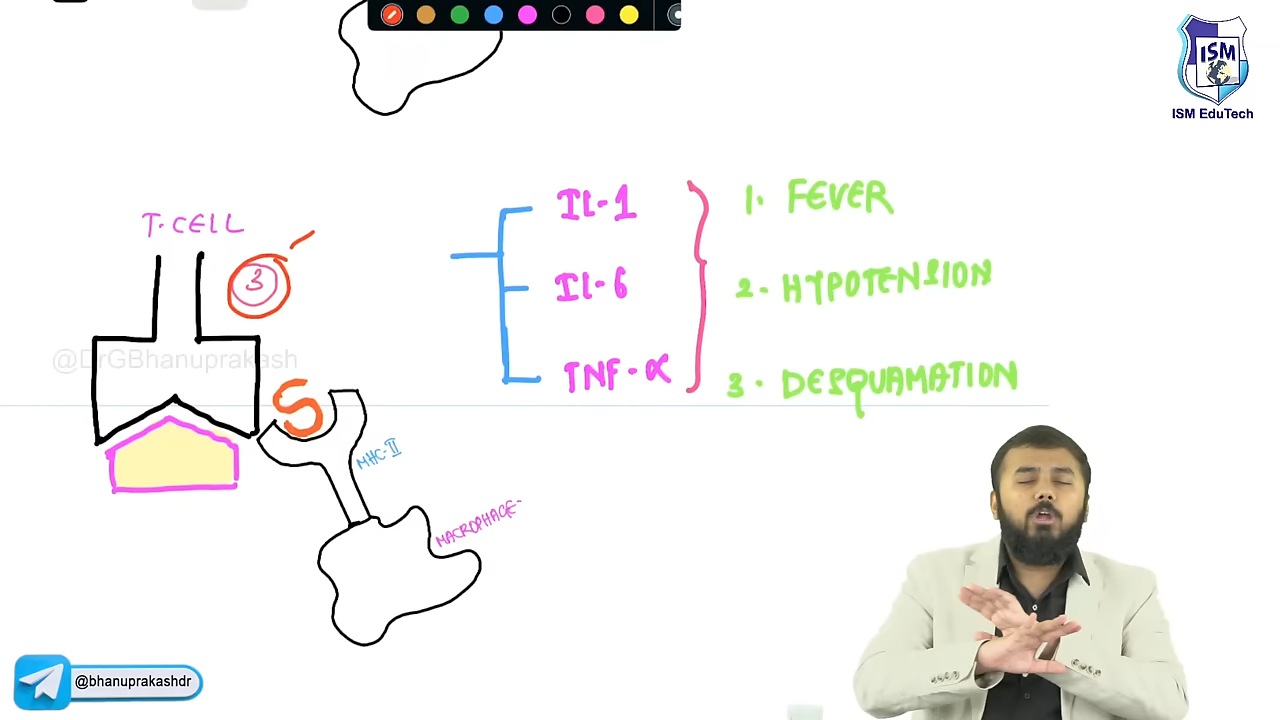 ISM
ISM EduTech
T.CELL
3
@DrGBhanuprakash
S
MHC-II
MACROPHAGE-
IL-1
IL-6
TNF-α
1. FEVER
2. HYPOTENSION
3. DESQUAMATION
@bhanuprakashdr